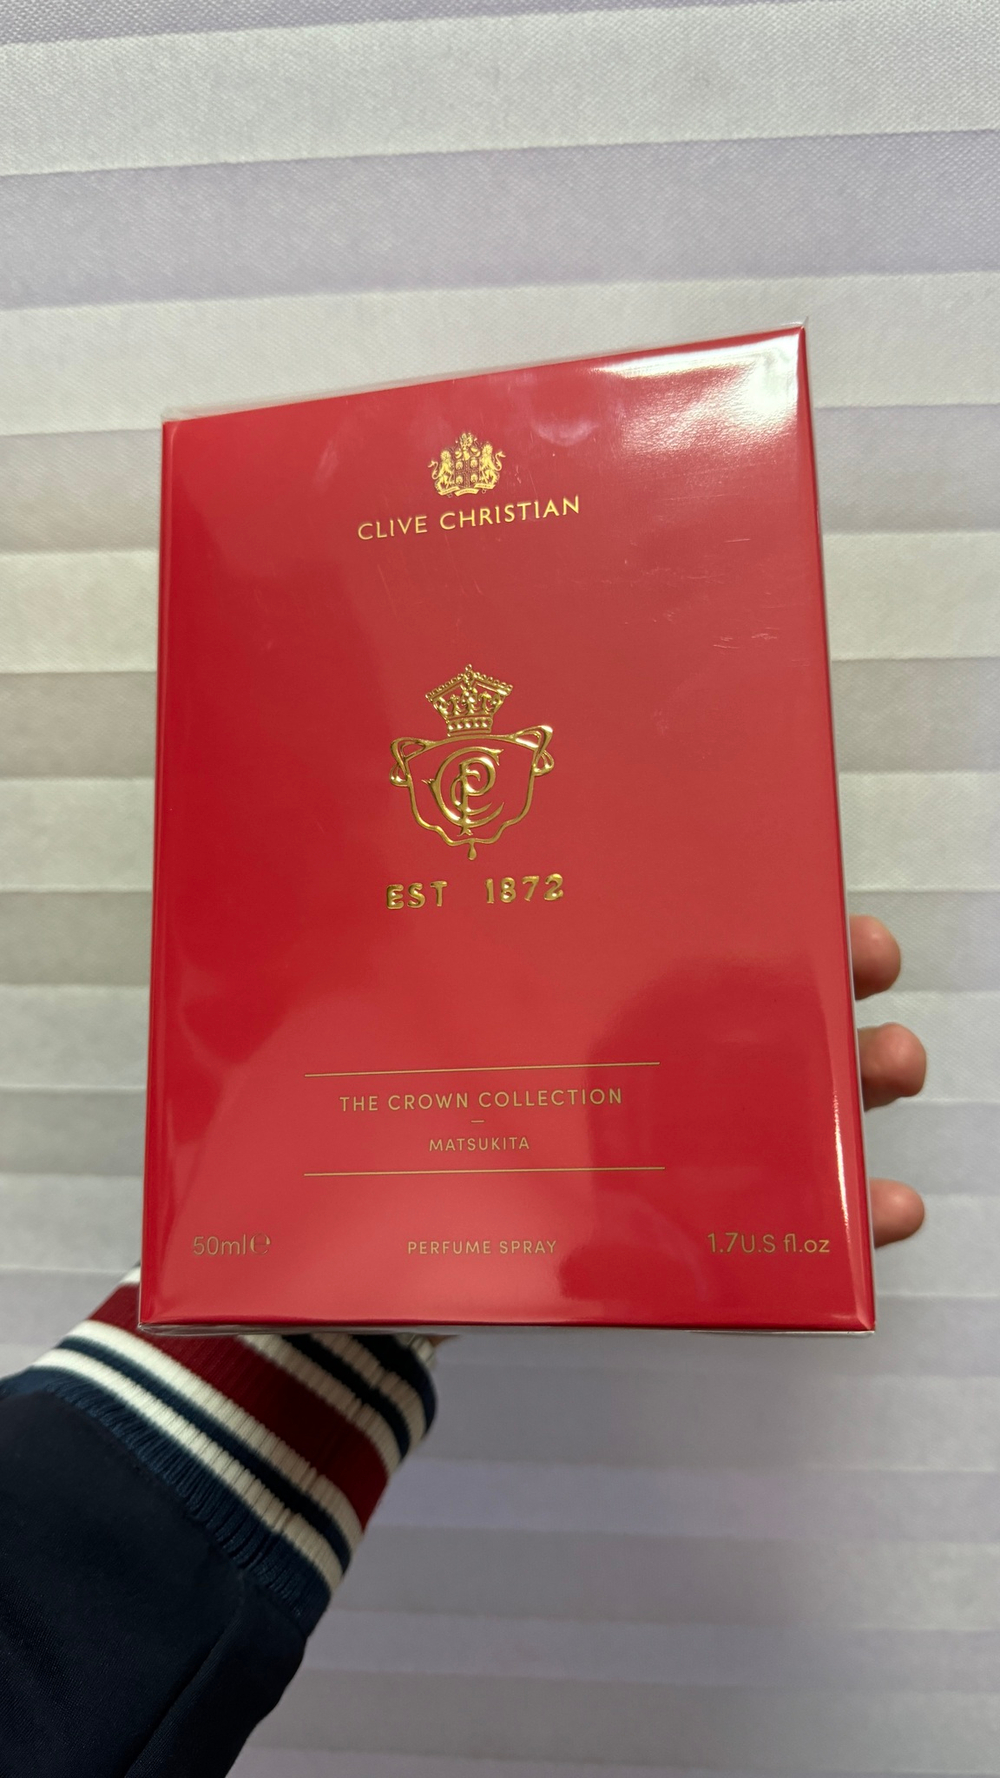 CLIVE CHRISTIAN
EST 1872
THE CROWN COLLECTION
MATSUKITA
50ml℮ PERFUME SPRAY 1.7U.S fl.oz